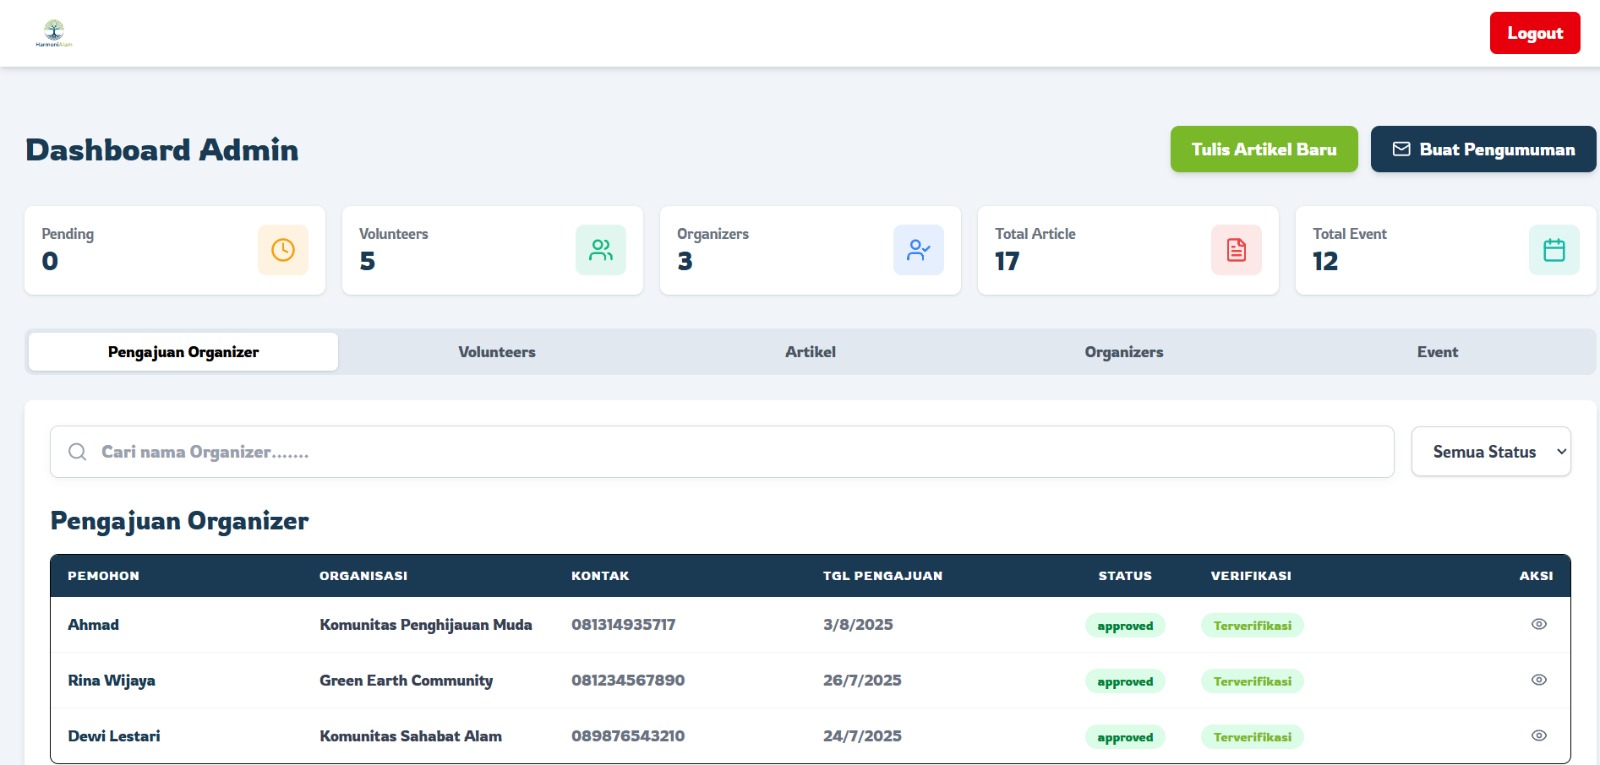 HarmoniAlam
Logout
Dashboard Admin
Tulis Artikel Baru
Buat Pengumuman
Pending
0
Volunteers
5
Organizers
3
Total Article
17
Total Event
12
Pengajuan Organizer
Volunteers
Artikel
Organizers
Event
Cari nama Organizer.......
Semua Status
Pengajuan Organizer
PEMOHON ORGANISASI KONTAK TGL PENGAJUAN STATUS VERIFIKASI AKSI
Ahmad Komunitas Penghijauan Muda 081314935717 3/8/2025 approved Terverifikasi
Rina Wijaya Green Earth Community 081234567890 26/7/2025 approved Terverifikasi
Dewi Lestari Komunitas Sahabat Alam 089876543210 24/7/2025 approved Terverifikasi